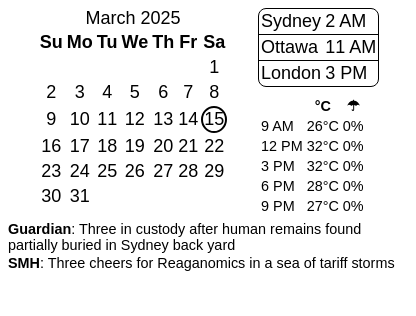 March 2025
Su Mo Tu We Th Fr Sa
1
2 3 4 5 6 7 8
9 10 11 12 13 14 15
16 17 18 19 20 21 22
23 24 25 26 27 28 29
30 31
Sydney 2 AM
Ottawa 11 AM
London 3 PM
°C ☂
9 AM 26°C 0%
12 PM 32°C 0%
3 PM 32°C 0%
6 PM 28°C 0%
9 PM 27°C 0%
Guardian: Three in custody after human remains found
partially buried in Sydney back yard
SMH: Three cheers for Reaganomics in a sea of tariff storms